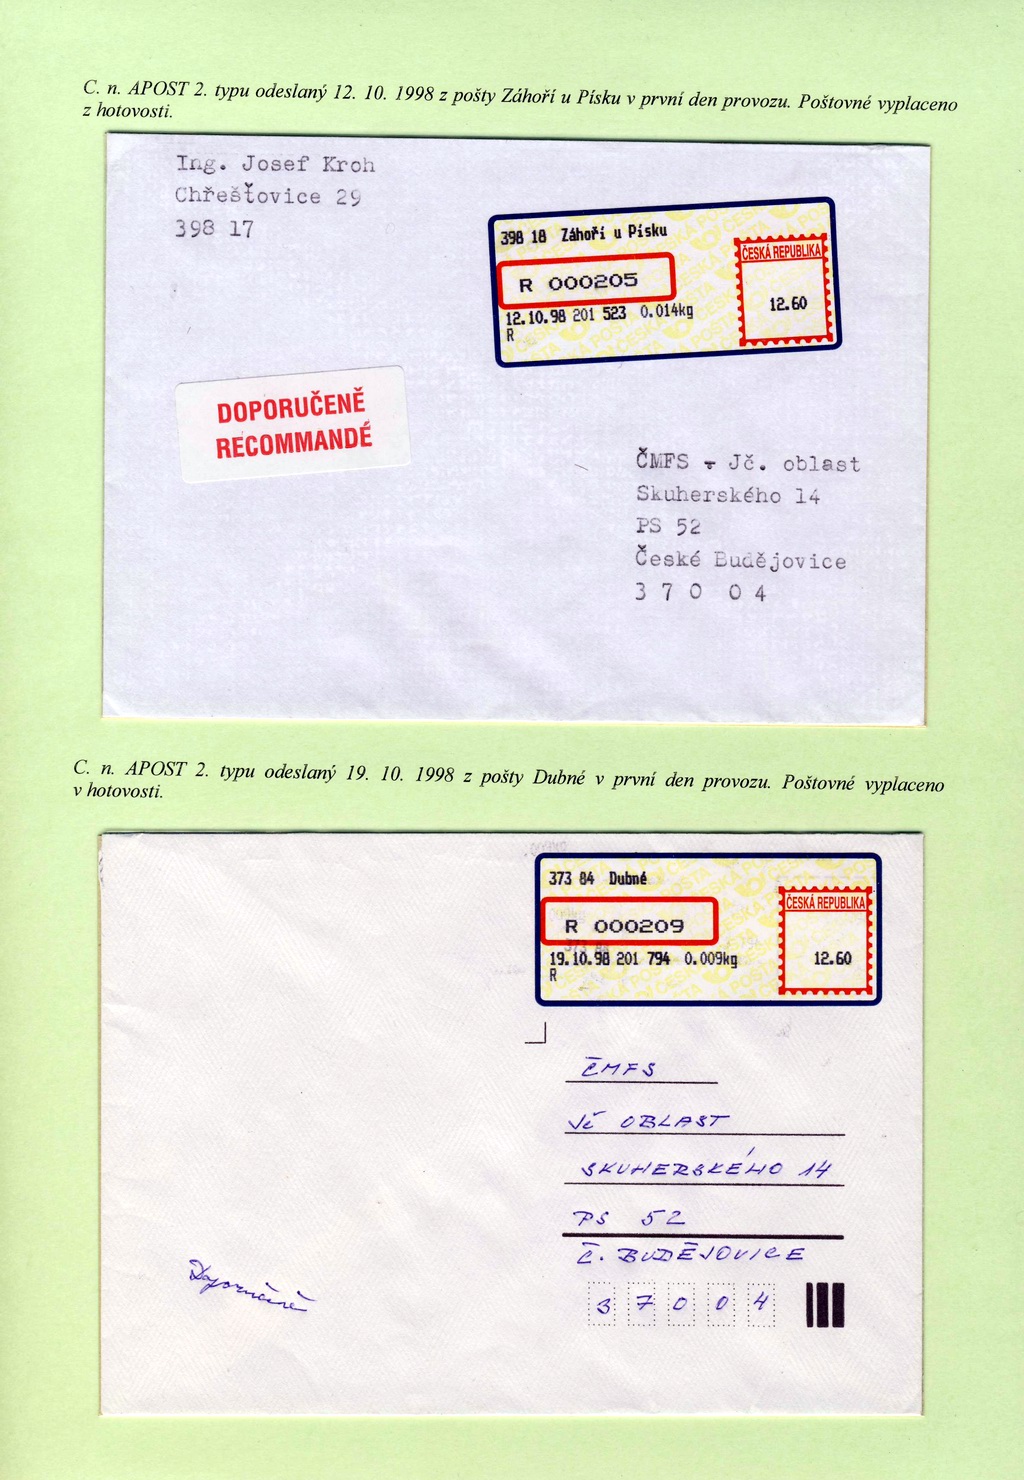 C. n. APOST 2. typu odeslaný 12. 10. 1998 z pošty Záhoří u Písku v první den provozu. Poštovné vyplaceno
z hotovosti.
Ing. Josef Kroh
Chřešťovice 29
398 17
398 18 Záhoří u Písku
ČESKÁ REPUBLIKA
R 000205
12.60
12.10.98 201 523 0.014kg
R
DOPORUČENĚ
RECOMMANDÉ
ČMFS - Jč. oblast
Skuherského 14
PS 52
České Budějovice
3 7 0 0 4
C. n. APOST 2. typu odeslaný 19. 10. 1998 z pošty Dubné v první den provozu. Poštovné vyplaceno
v hotovosti.
373 84 Dubné
ČESKÁ REPUBLIKA
R 000209
19.10.98 201 794 0.009kg
12.60
R
ČMFS
Jč OBLAST
SKUHERSKÉHO 14
PS 52
Č. BUDĚJOVICE
Doporučeně
3 7 0 0 4